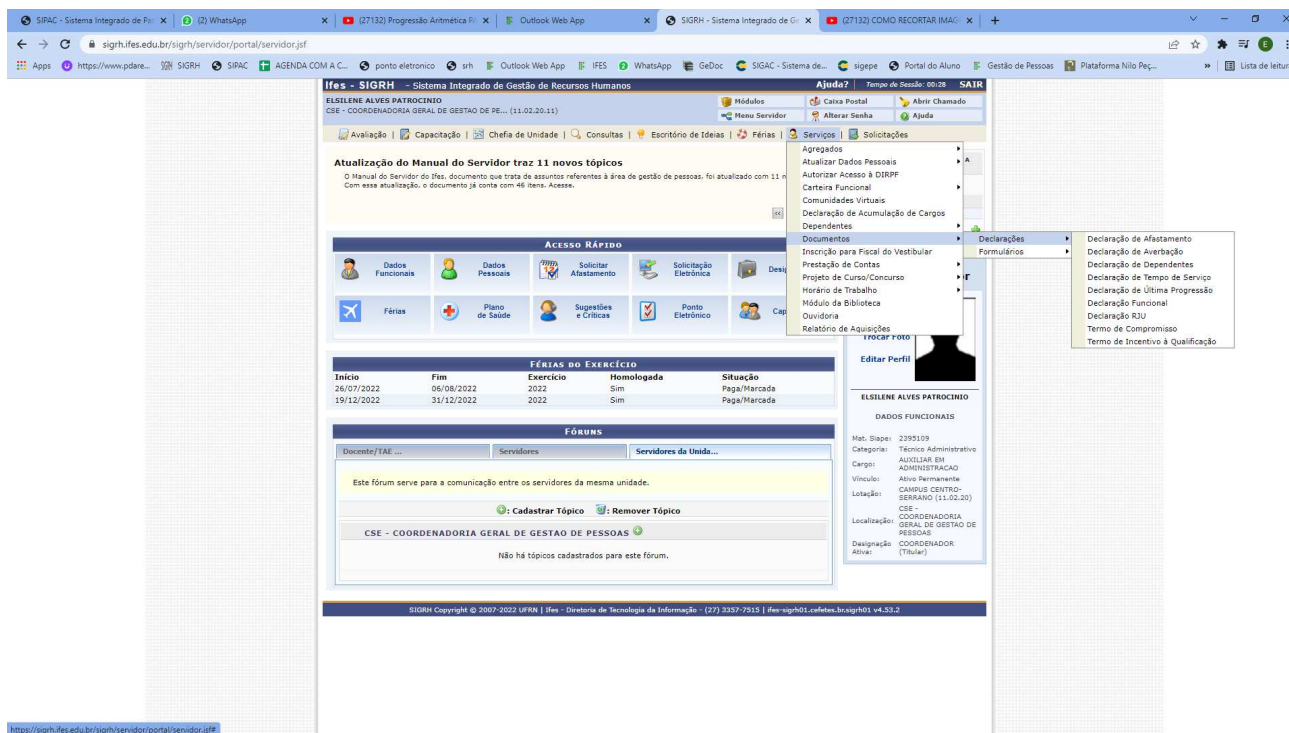 SIPAC - Sistema Integrado de Pa
(2) WhatsApp
(27132) Progressão Aritmética
Outlook Web App
SIGRH - Sistema Integrado de Ge
(27132) COMO RECORTAR IMAG
sigrh.ifes.edu.br/sigrh/servidor/portal/servidor.jsf
Apps https://www.pdare... SIGRH SIPAC AGENDA COM A C... ponto eletronico srh Outlook Web App IFES WhatsApp GeDoc SIGAC - Sistema de... sigepe Portal do Aluno Gestão de Pessoas Plataforma Nilo Peç... » Lista de leitur
Ifes - SIGRH - Sistema Integrado de Gestão de Recursos Humanos Ajuda? Tempo de Sessão: 00:28 SAIR
ELSILENE ALVES PATROCINIO
CSE - COORDENADORIA GERAL DE GESTAO DE PE... (11.02.20.11)
Módulos Caixa Postal Abrir Chamado
Menu Servidor Alterar Senha Ajuda
Avaliação | Capacitação | Chefia de Unidade | Consultas | Escritório de Ideias | Férias | Serviços | Solicitações
Atualização do Manual do Servidor traz 11 novos tópicos
O Manual do Servidor do Ifes, documento que trata de assuntos referentes à área de gestão de pessoas, foi atualizado com 11 n
Com essa atualização, o documento já conta com 46 itens. Acesse.
Agregados
Atualizar Dados Pessoais
Autorizar Acesso à DIRPF
Carteira Funcional
Comunidades Virtuais
Declaração de Acumulação de Cargos
Dependentes
Documentos
Inscrição para Fiscal do Vestibular
Prestação de Contas
Projeto de Curso/Concurso
Horário de Trabalho
Módulo da Biblioteca
Ouvidoria
Relatório de Aquisições
Declarações
Formulários
Declaração de Afastamento
Declaração de Averbação
Declaração de Dependentes
Declaração de Tempo de Serviço
Declaração de Última Progressão
Declaração Funcional
Declaração RJU
Termo de Compromisso
Termo de Incentivo à Qualificação
ACESSO RÁPIDO
Dados Funcionais
Dados Pessoais
Solicitar Afastamento
Solicitação Eletrônica
Desig
Férias
Plano de Saúde
Sugestões e Críticas
Ponto Eletrônico
Cap
FÉRIAS DO EXERCÍCIO
Início Fim Exercício Homologada Situação
26/07/2022 06/08/2022 2022 Sim Paga/Marcada
19/12/2022 31/12/2022 2022 Sim Paga/Marcada
FÓRUNS
Docente/TAE ... Servidores Servidores da Unida...
Este fórum serve para a comunicação entre os servidores da mesma unidade.
: Cadastrar Tópico : Remover Tópico
CSE - COORDENADORIA GERAL DE GESTAO DE PESSOAS
Não há tópicos cadastrados para este fórum.
Trocar Foto
Editar Perfil
ELSILENE ALVES PATROCINIO
DADOS FUNCIONAIS
Mat. Siape: 2395109
Categoria: Técnico Administrativo
Cargo: AUXILIAR EM ADMINISTRACAO
Vínculo: Ativo Permanente
Lotação: CAMPUS CENTRO-SERRANO (11.02.20)
Localização: CSE - COORDENADORIA GERAL DE GESTAO DE PESSOAS
Designação Ativa: COORDENADOR (Titular)
SIGRH Copyright © 2007-2022 UFRN | Ifes - Diretoria de Tecnologia da Informação - (27) 3357-7515 | ifes-sigrh01.cefetes.br.sigrh01 v4.53.2
https://sigrh.ifes.edu.br/sigrh/servidor/portal/servidor.jsf#